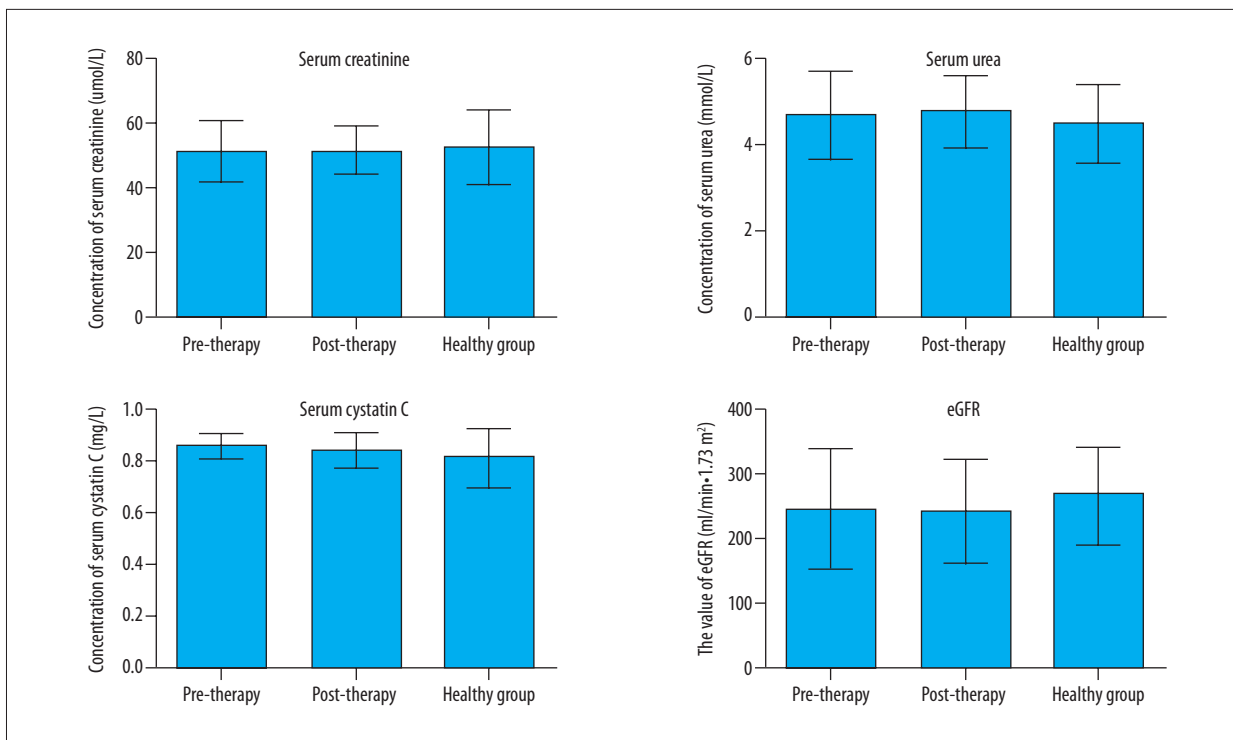 Serum creatinine
Concentration of serum creatinine (umol/L)
80
60
40
20
0
Pre-therapy Post-therapy Healthy group
Serum urea
Concentration of serum urea (mmol/L)
6
4
2
0
Pre-therapy Post-therapy Healthy group
Serum cystatin C
Concentration of serum cystatin C (mg/L)
1.0
0.8
0.6
0.4
0.2
0.0
Pre-therapy Post-therapy Healthy group
eGFR
The value of eGFR (ml/min•1.73 m²)
400
300
200
100
0
Pre-therapy Post-therapy Healthy group